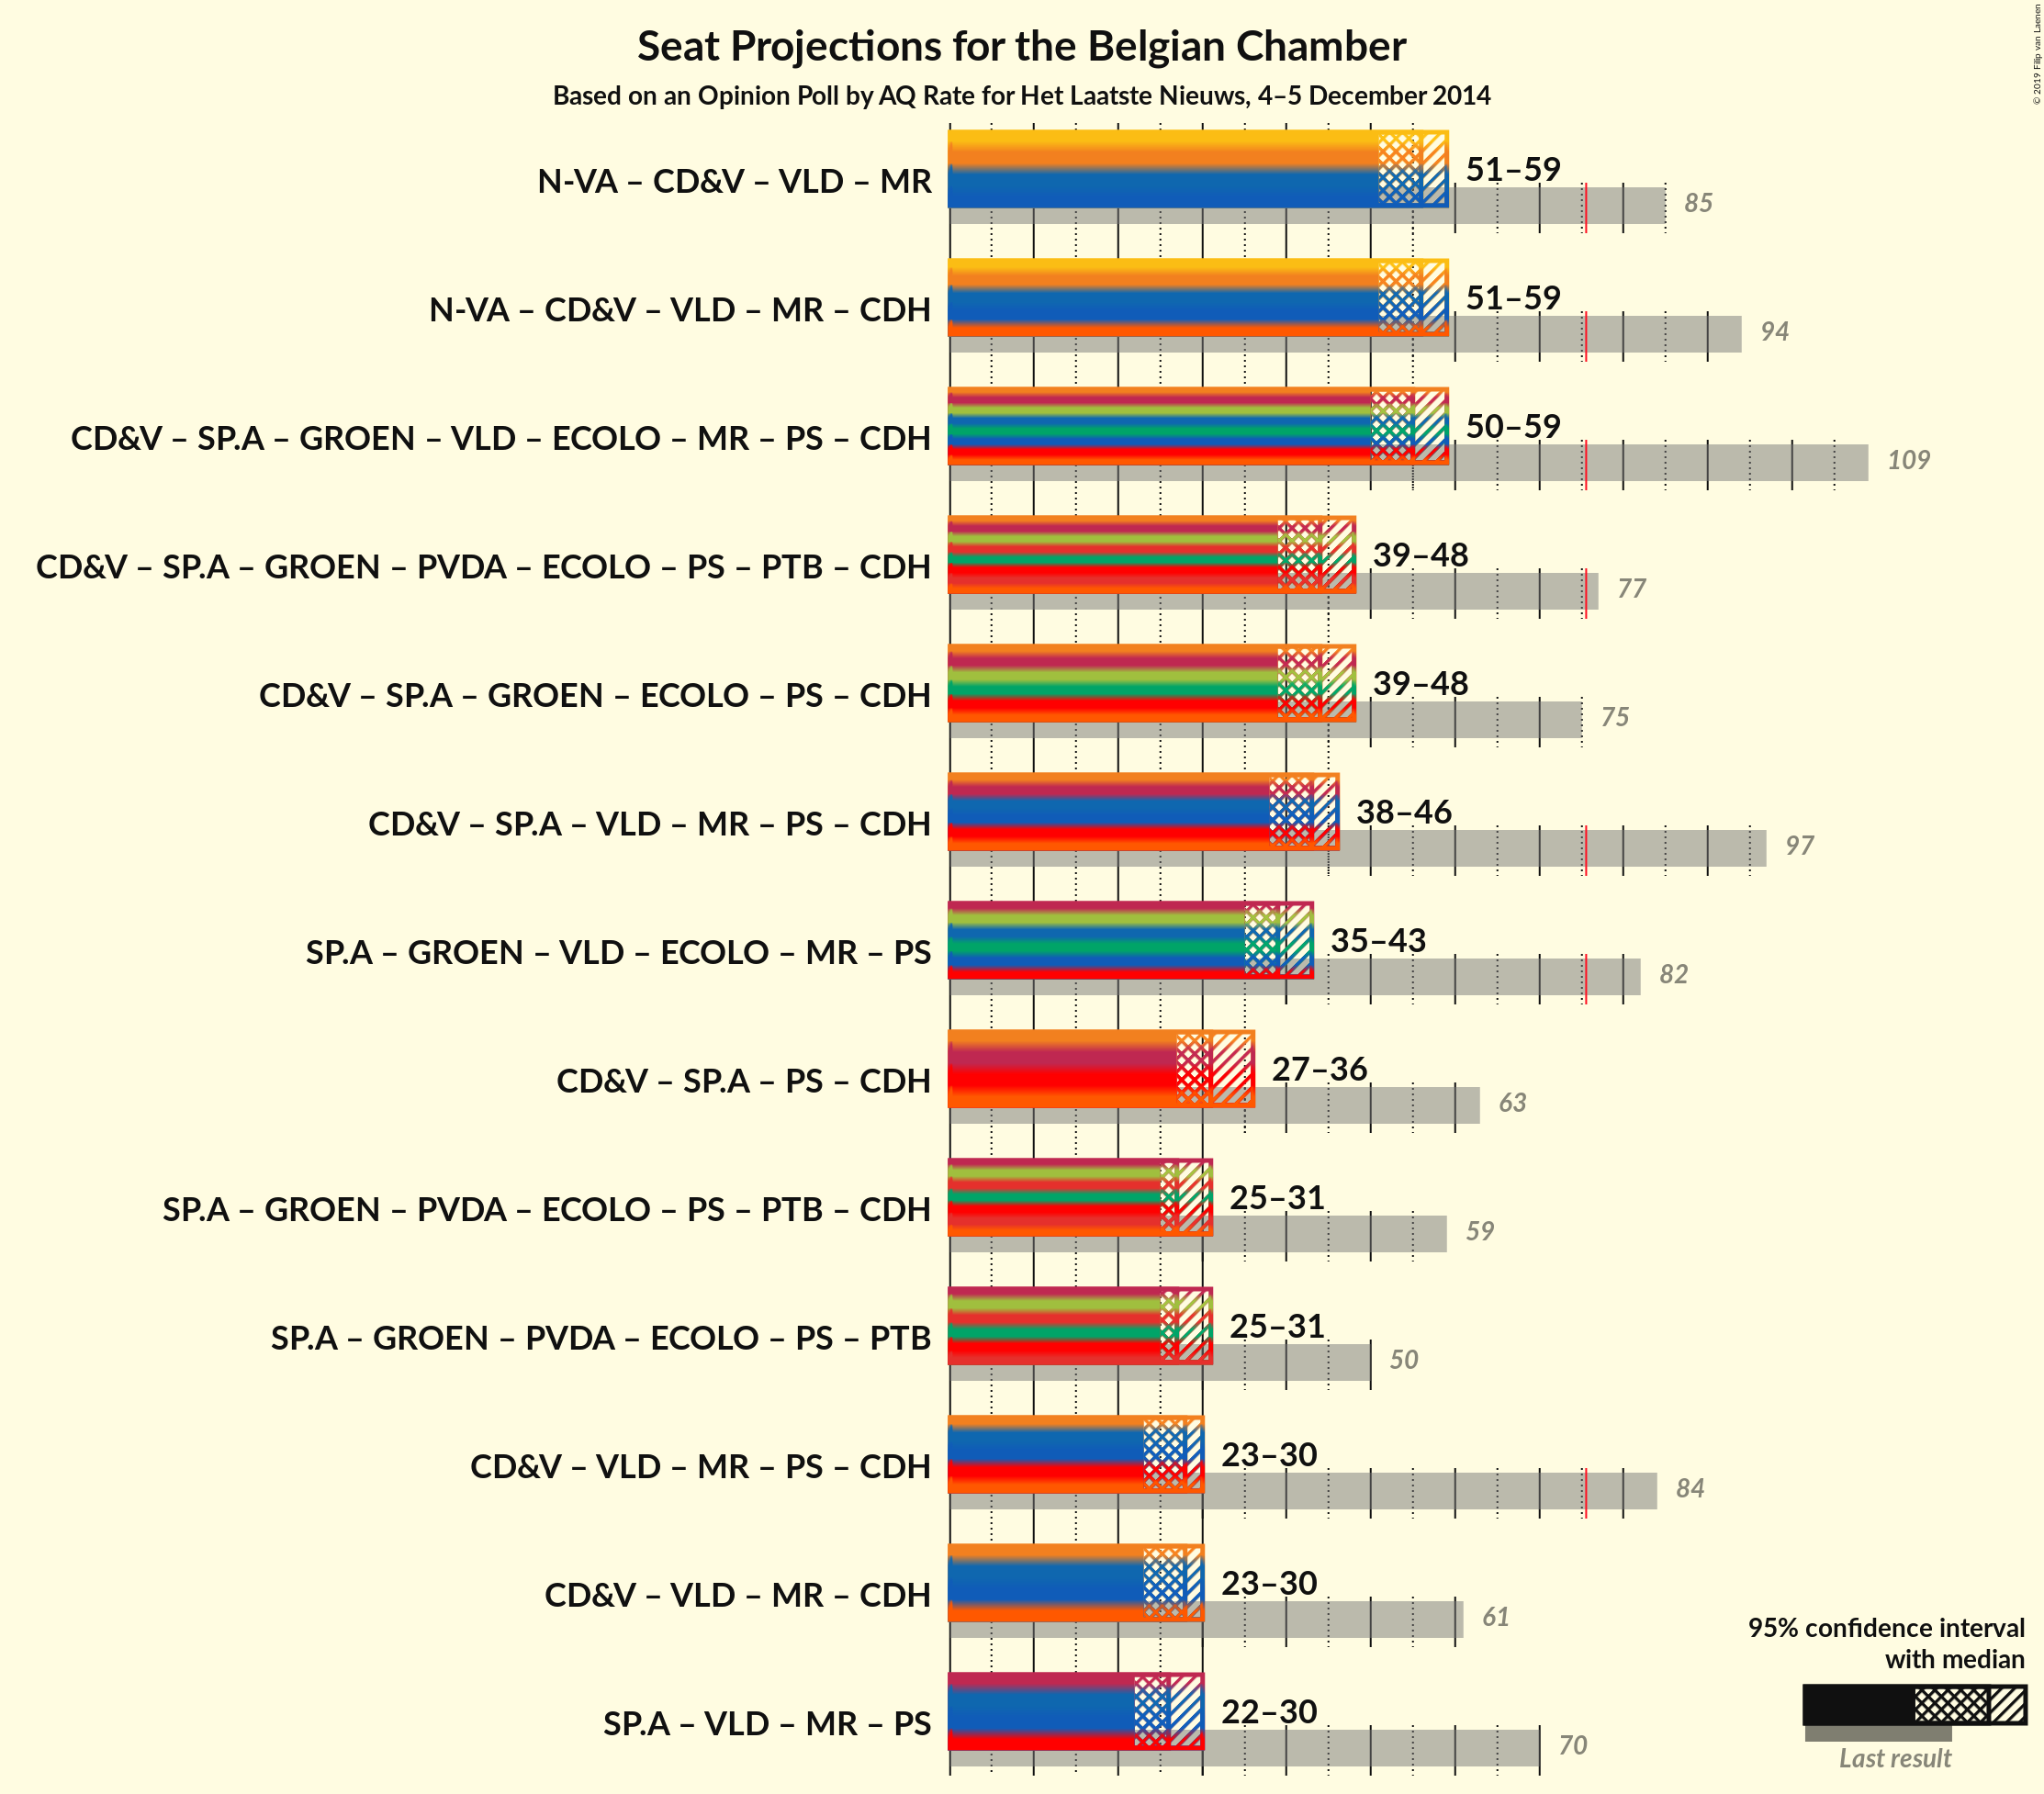 Seat Projections for the Belgian Chamber
Based on an Opinion Poll by AQ Rate for Het Laatste Nieuws, 4–5 December 2014
© 2019 Filip van Laenen
N-VA – CD&V – VLD – MR
51–59
85
N-VA – CD&V – VLD – MR – CDH
51–59
94
CD&V – SP.A – GROEN – VLD – ECOLO – MR – PS – CDH
50–59
109
CD&V – SP.A – GROEN – PVDA – ECOLO – PS – PTB – CDH
39–48
77
CD&V – SP.A – GROEN – ECOLO – PS – CDH
39–48
75
CD&V – SP.A – VLD – MR – PS – CDH
38–46
97
SP.A – GROEN – VLD – ECOLO – MR – PS
35–43
82
CD&V – SP.A – PS – CDH
27–36
63
SP.A – GROEN – PVDA – ECOLO – PS – PTB – CDH
25–31
59
SP.A – GROEN – PVDA – ECOLO – PS – PTB
25–31
50
CD&V – VLD – MR – PS – CDH
23–30
84
CD&V – VLD – MR – CDH
23–30
61
SP.A – VLD – MR – PS
22–30
70
95% confidence interval
with median
Last result